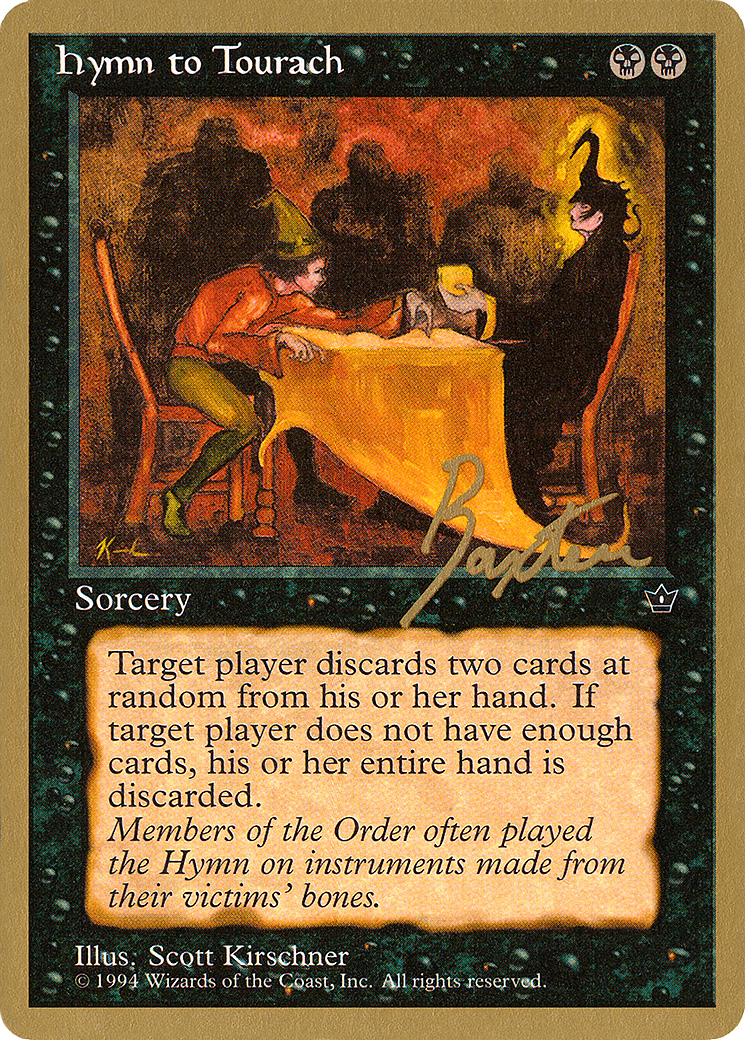 Hymn to Tourach
Baxter
Sorcery
Target player discards two cards at
random from his or her hand. If
target player does not have enough
cards, his or her entire hand is
discarded.
Members of the Order often played
the Hymn on instruments made from
their victims' bones.
Illus. Scott Kirschner
© 1994 Wizards of the Coast, Inc. All rights reserved.